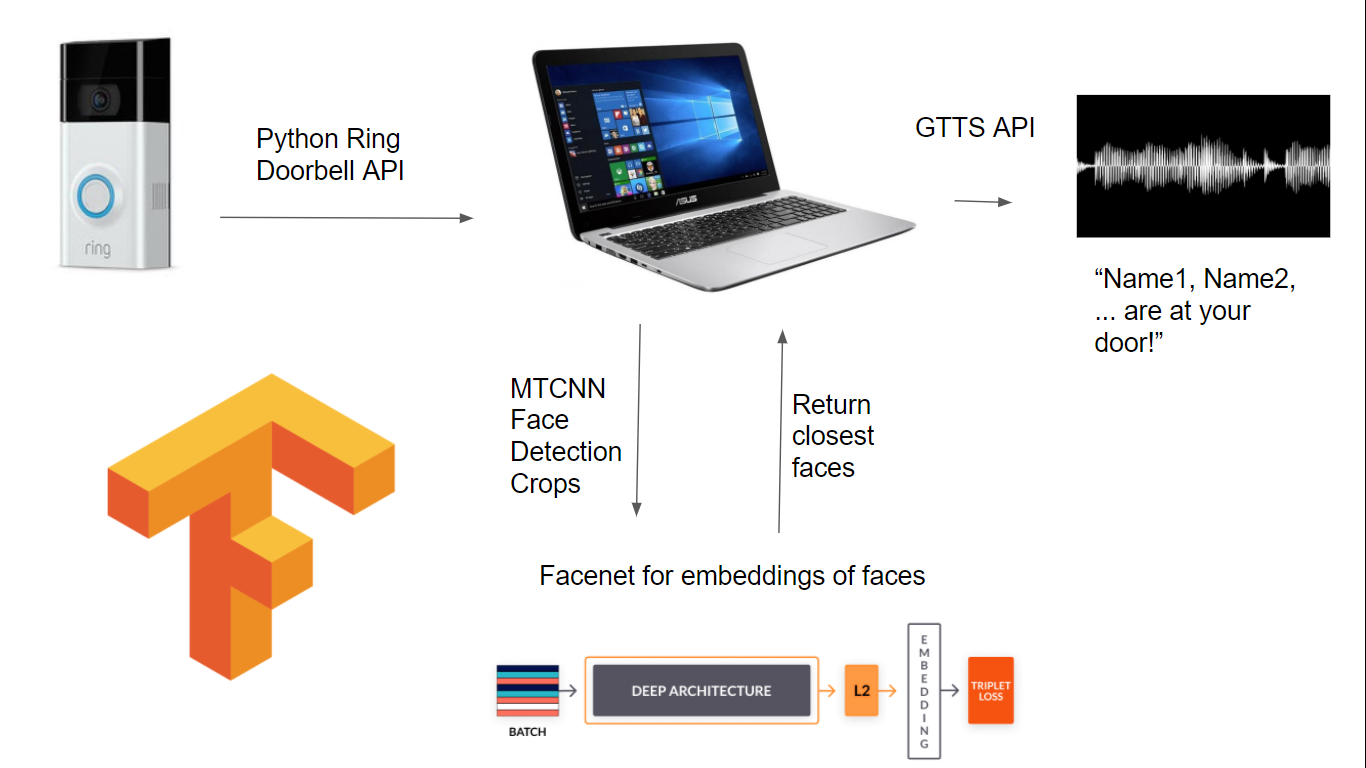 Python Ring
Doorbell API
GTTS API
ring
ASUS
“Name1, Name2,
... are at your
door!”
MTCNN
Face
Detection
Crops
Return
closest
faces
Facenet for embeddings of faces
BATCH
DEEP ARCHITECTURE
L2
EMBEDDING
TRIPLET
LOSS